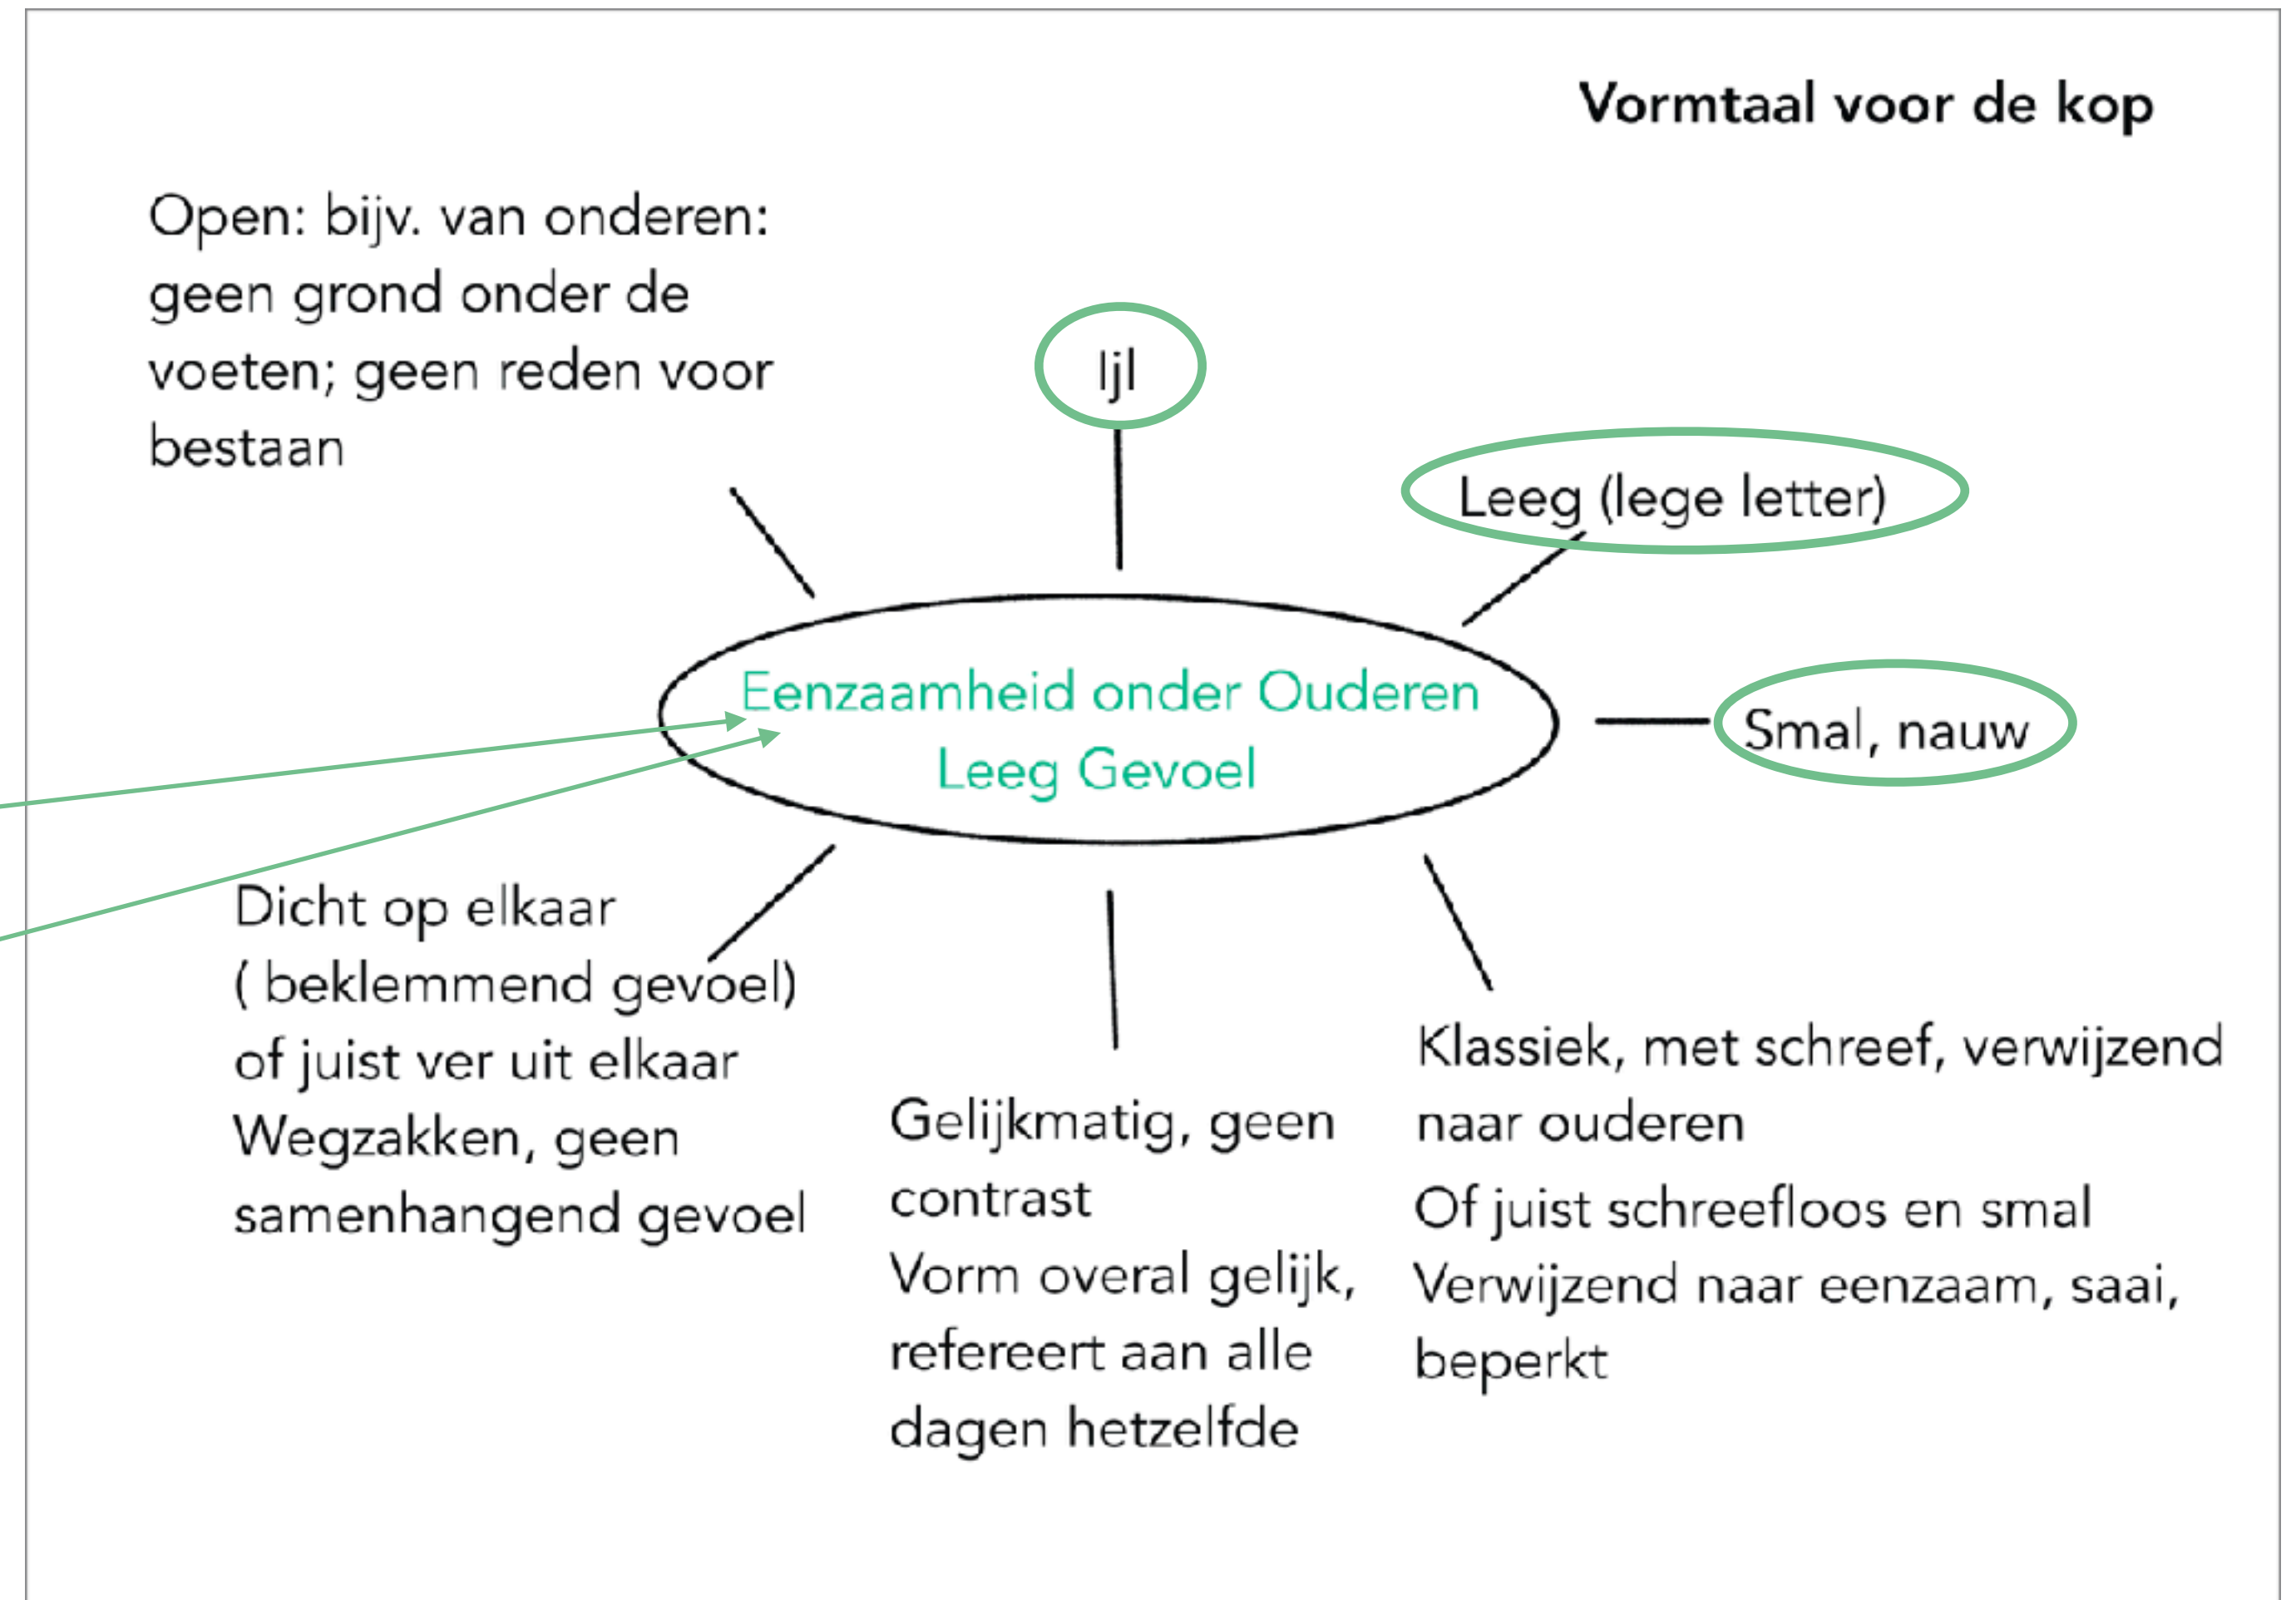 Vormtaal voor de kop
Open: bijv. van onderen:
geen grond onder de
voeten; geen reden voor
bestaan
Ijl
Leeg (lege letter)
Eenzaamheid onder Ouderen
Leeg Gevoel
Smal, nauw
Dicht op elkaar
( beklemmend gevoel)
of juist ver uit elkaar
Wegzakken, geen
samenhangend gevoel
Gelijkmatig, geen
contrast
Vorm overal gelijk,
refereert aan alle
dagen hetzelfde
Klassiek, met schreef, verwijzend
naar ouderen
Of juist schreefloos en smal
Verwijzend naar eenzaam, saai,
beperkt